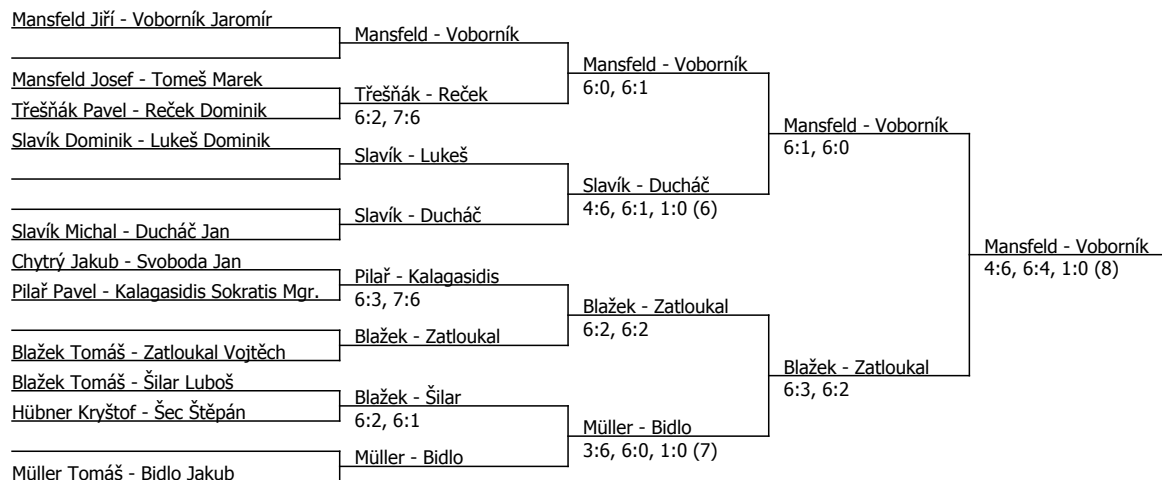 Mansfeld Jiří - Voborník Jaromír
Mansfeld Josef - Tomeš Marek
Třešňák Pavel - Reček Dominik
Slavík Dominik - Lukeš Dominik
Slavík Michal - Ducháč Jan
Chytrý Jakub - Svoboda Jan
Pilař Pavel - Kalagasidis Sokratis Mgr.
Blažek Tomáš - Zatloukal Vojtěch
Blažek Tomáš - Šilar Luboš
Hübner Kryštof - Šec Štěpán
Müller Tomáš - Bidlo Jakub
Mansfeld - Voborník
Třešňák - Reček
6:2, 7:6
Slavík - Lukeš
Slavík - Ducháč
Pilař - Kalagasidis
6:3, 7:6
Blažek - Zatloukal
Blažek - Šilar
6:2, 6:1
Müller - Bidlo
Mansfeld - Voborník
6:0, 6:1
Slavík - Ducháč
4:6, 6:1, 1:0 (6)
Blažek - Zatloukal
6:2, 6:2
Müller - Bidlo
3:6, 6:0, 1:0 (7)
Mansfeld - Voborník
6:1, 6:0
Blažek - Zatloukal
6:3, 6:2
Mansfeld - Voborník
4:6, 6:4, 1:0 (8)